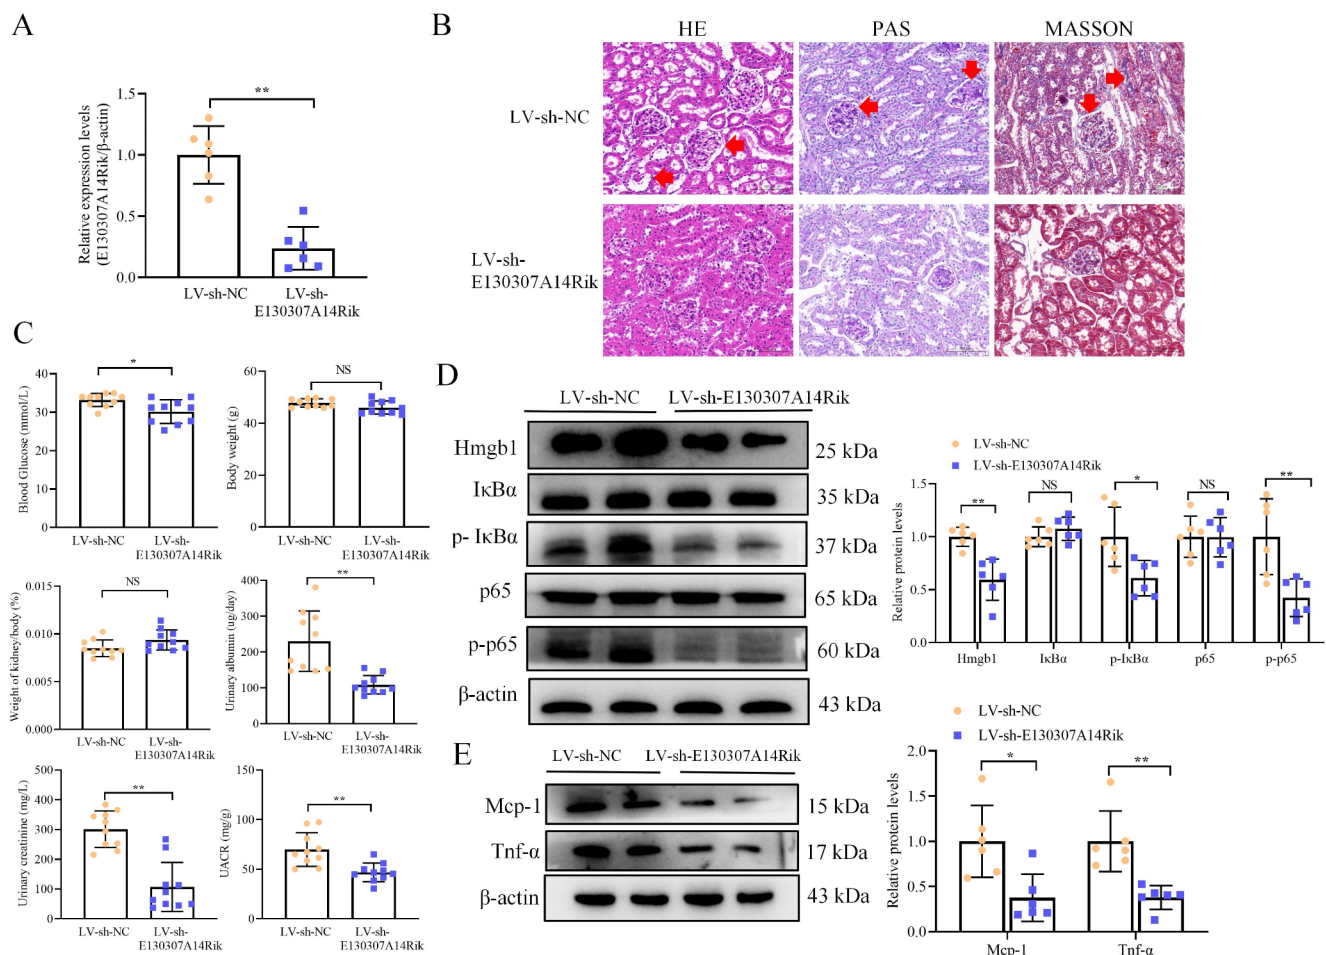 A
Relative expression levels
(E130307A14Rik/β-actin)
1.5
1.0
0.5
0.0
**
LV-sh-NC
LV-sh-
E130307A14Rik
B
HE
PAS
MASSON
LV-sh-NC
LV-sh-
E130307A14Rik
C
Blood Glucose (mmol/L)
40
30
20
10
0
*
LV-sh-NC
LV-sh-
E130307A14Rik
Body weight (g)
60
40
20
0
NS
LV-sh-NC
LV-sh-
E130307A14Rik
Weight of kidney/body (%)
0.015
0.010
0.005
0.000
NS
LV-sh-NC
LV-sh-
E130307A14Rik
Urinary albumin (ug/day)
400
300
200
100
0
**
LV-sh-NC
LV-sh-
E130307A14Rik
Urinary creatinine (mg/L)
500
400
300
200
100
0
**
LV-sh-NC
LV-sh-
E130307A14Rik
UACR (mg/g)
150
100
50
0
**
LV-sh-NC
LV-sh-
E130307A14Rik
D
LV-sh-NC
LV-sh-E130307A14Rik
Hmgb1
25 kDa
IκBα
35 kDa
p- IκBα
37 kDa
p65
65 kDa
p-p65
60 kDa
β-actin
43 kDa
LV-sh-NC
LV-sh-E130307A14Rik
Relative protein levels
1.5
1.0
0.5
0.0
**
NS
*
NS
**
Hmgb1
IκBα
p-IκBα
p65
p-p65
E
LV-sh-NC
LV-sh-E130307A14Rik
Mcp-1
15 kDa
Tnf-α
17 kDa
β-actin
43 kDa
LV-sh-NC
LV-sh-E130307A14Rik
Relative protein levels
2.0
1.5
1.0
0.5
0.0
*
**
Mcp-1
Tnf-α